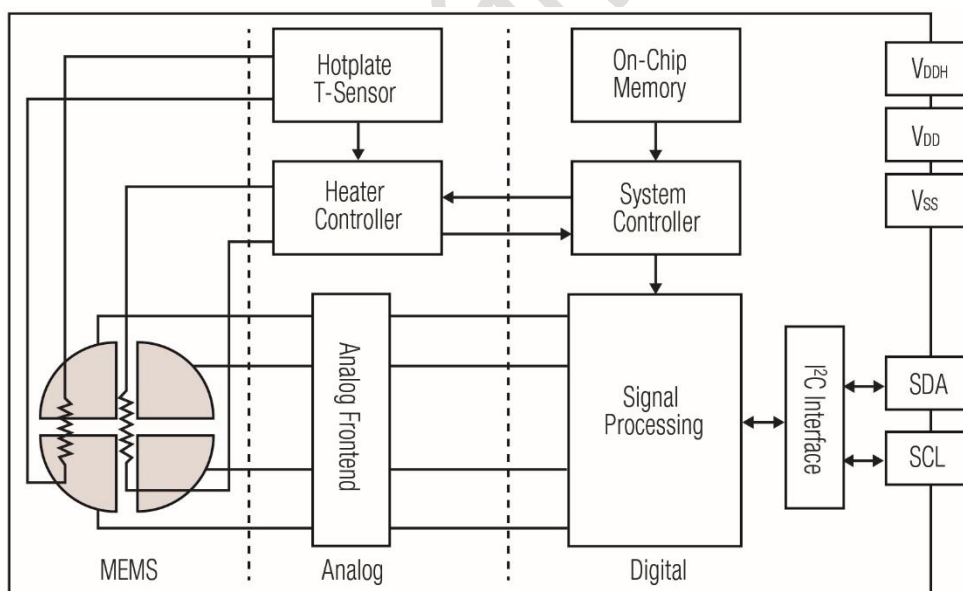 Hotplate
T-Sensor
On-Chip
Memory
VDDH
VDD
VSS
Heater
Controller
System
Controller
Analog Frontend
Signal
Processing
I²C Interface
SDA
SCL
MEMS
Analog
Digital